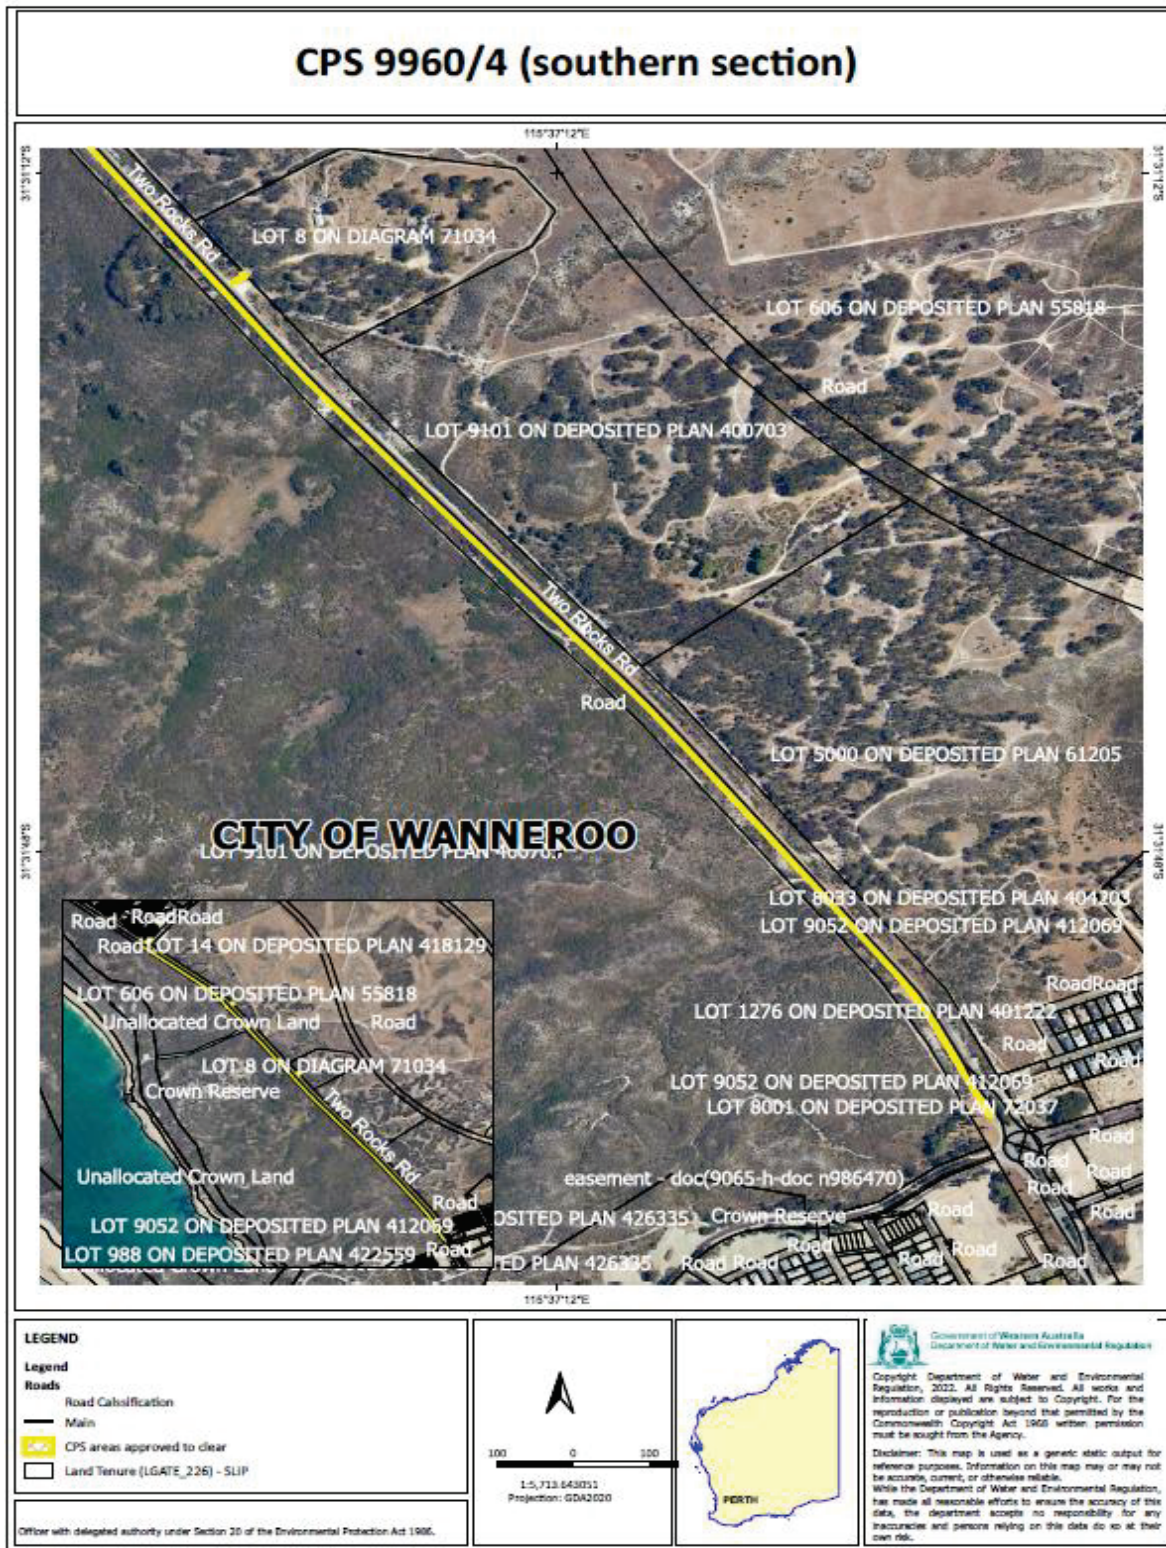 CPS 9960/4 (southern section)
115°37'12"E
31°31'12"S
31°31'12"S
Two Rocks Rd
LOT 8 ON DIAGRAM 71034
LOT 606 ON DEPOSITED PLAN 55818
Road
LOT 9101 ON DEPOSITED PLAN 400703
Two Rocks Rd
Road
LOT 5000 ON DEPOSITED PLAN 61205
CITY OF WANNEROO
LOT 9101 ON DEPOSITED PLAN
31°31'48"S
31°31'48"S
LOT 8033 ON DEPOSITED PLAN 404203
LOT 9052 ON DEPOSITED PLAN 412069
RoadRoad
LOT 1276 ON DEPOSITED PLAN 401222
Road
Road
LOT 9052 ON DEPOSITED PLAN 412069
LOT 8001 ON DEPOSITED PLAN 72037
Road
Road
Road
Road
Road
easement - doc(9065-h-doc n986470)
OSITED PLAN 426335
Crown Reserve
Road
Road
Road
TED PLAN 426335
Road Road
Road
Road
Road RoadRoad
Road LOT 14 ON DEPOSITED PLAN 418129
LOT 606 ON DEPOSITED PLAN 55818
Unallocated Crown Land
Road
LOT 8 ON DIAGRAM 71034
Crown Reserve
Two Rocks Rd
Unallocated Crown Land
Road
LOT 9052 ON DEPOSITED PLAN 412069
LOT 988 ON DEPOSITED PLAN 422559 Road
115°37'12"E
LEGEND
Legend
Roads
Road Calssification
Main
CPS areas approved to clear
Land Tenure (LGATE_226) - SLIP
Officer with delegated authority under Section 20 of the Environmental Protection Act 1986.
100 0 100
1:5,713.643051
Projection: GDA2020
PERTH
Government of Western Australia
Department of Water and Environmental Regulation
Copyright Department of Water and Environmental
Regulation, 2022. All Rights Reserved. All works and
information displayed are subject to Copyright. For the
reproduction or publication beyond that permitted by the
Commonwealth Copyright Act 1968 written permission
must be sought from the Agency.
Disclaimer: This map is used as a generic static output for
reference purposes. Information on this map may or may not
be accurate, current, or otherwise reliable.
While the Department of Water and Environmental Regulation,
has made all reasonable efforts to ensure the accuracy of this
data, the department accepts no responsibility for any
inaccuracies and persons relying on this data do so at their
own risk.